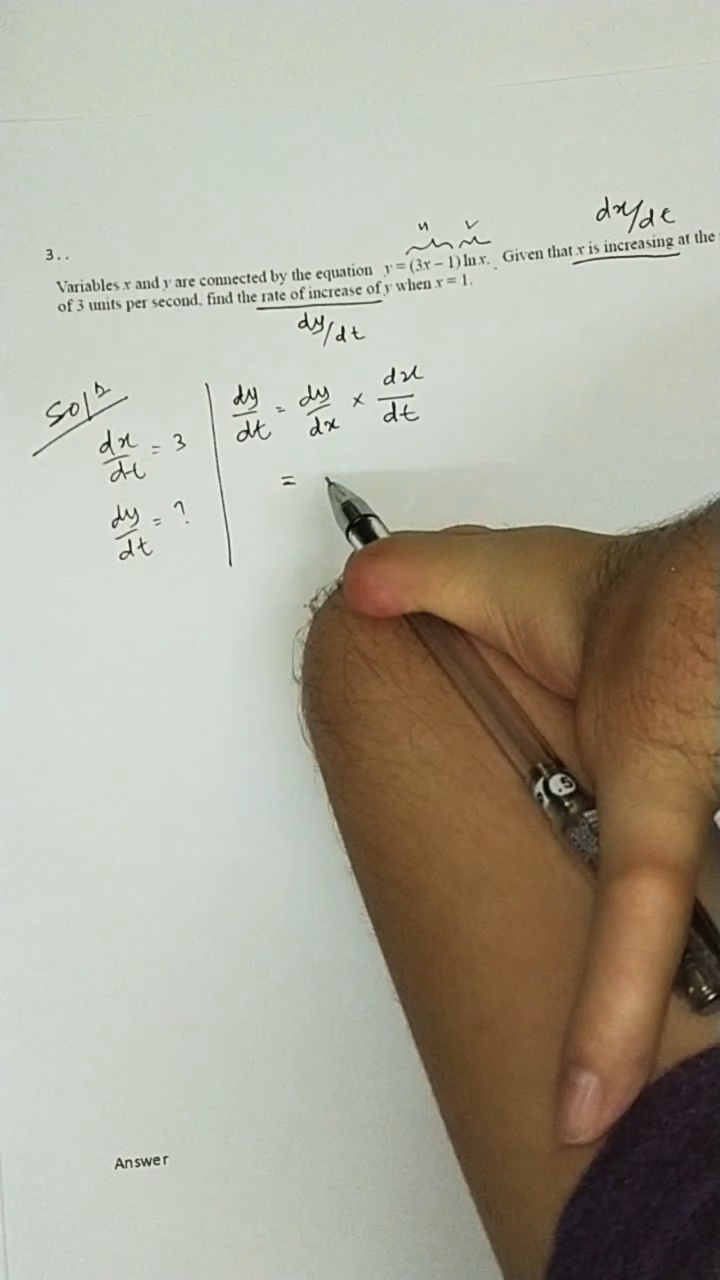 dx/dt
u v
3..
Variables x and y are connected by the equation y = (3x – 1) ln x. Given that x is increasing at the
of 3 units per second, find the rate of increase of y when x = 1.
dy/dt
Solⁿ
dx/dt = 3
dy/dt = ?
dy/dt = dy/dx × dx/dt
=
.5
Answer